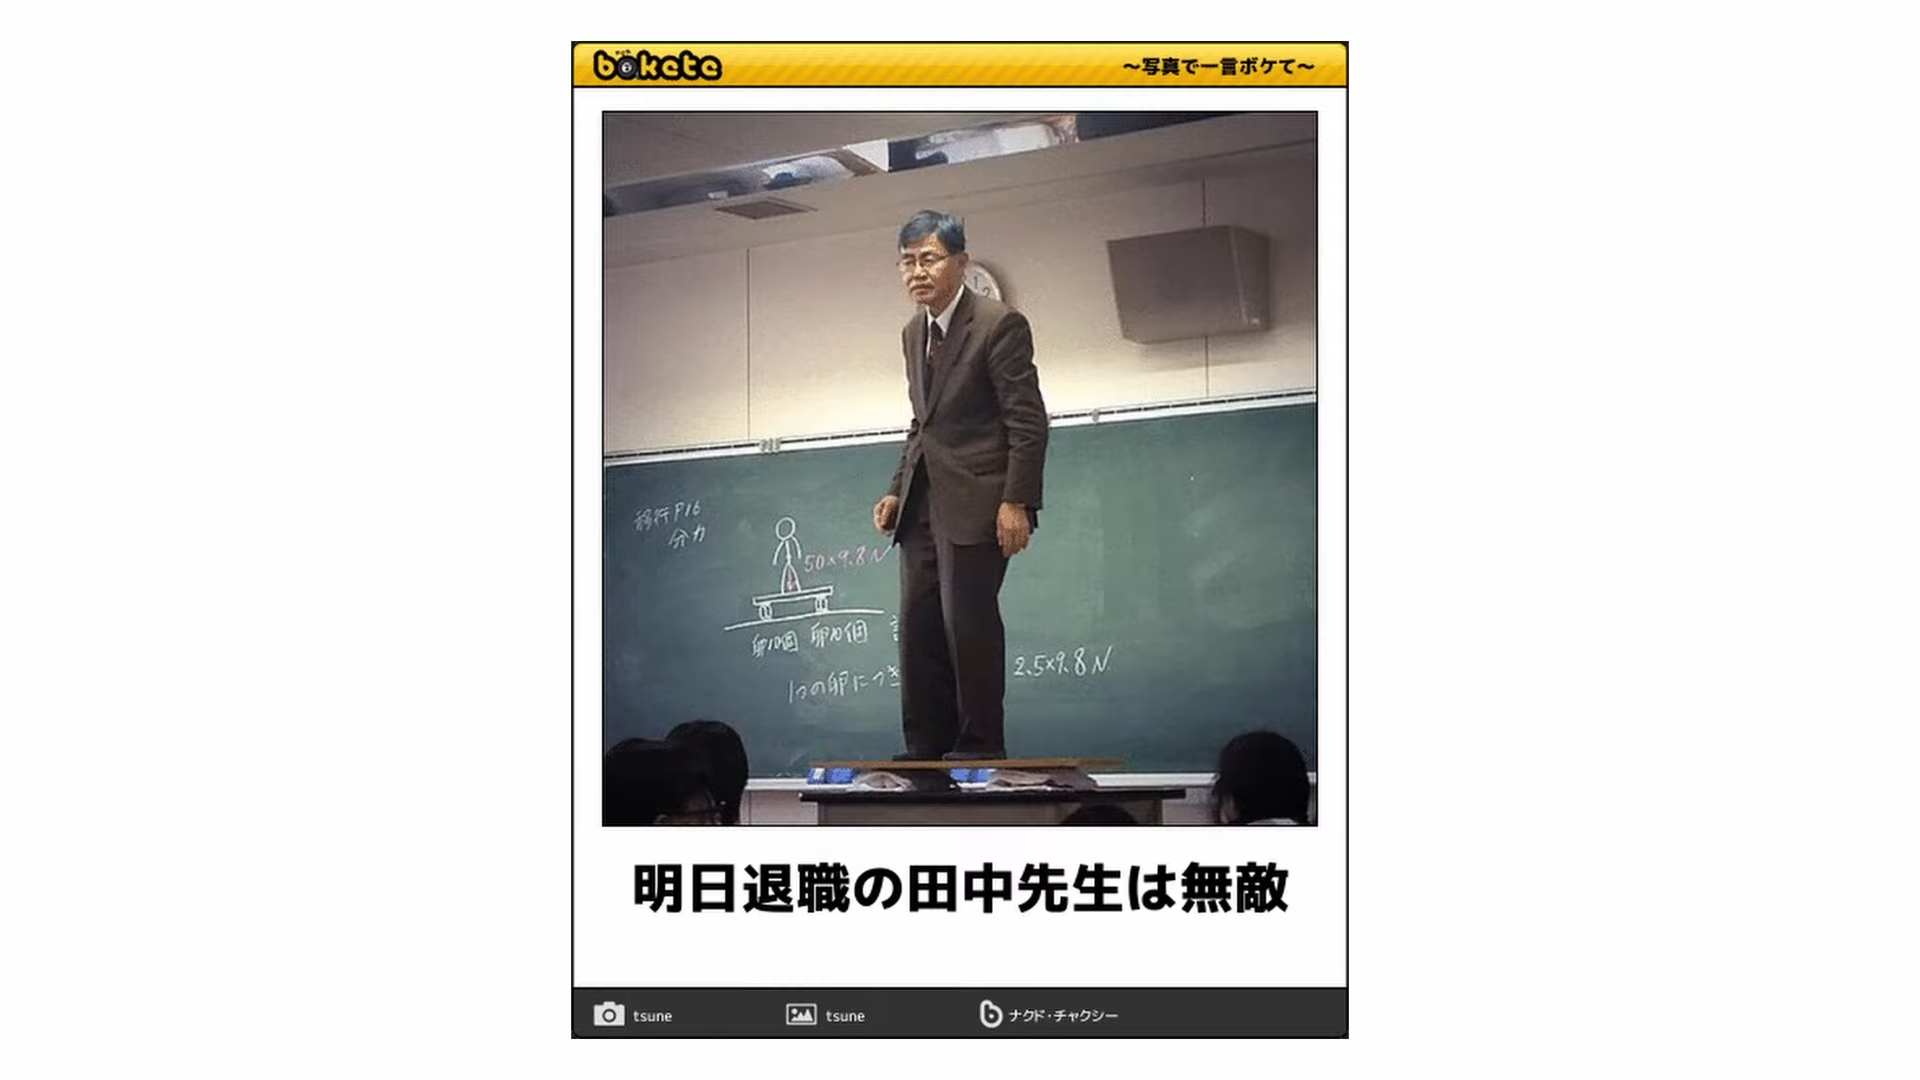 bokete
〜写真で一言ボケて〜
移行 P16
分力
50×9.8N
卵10個 卵10個
1つの卵につき
2.5×9.8N
明日退職の田中先生は無敵
tsune
tsune
ナクド・チャクシー